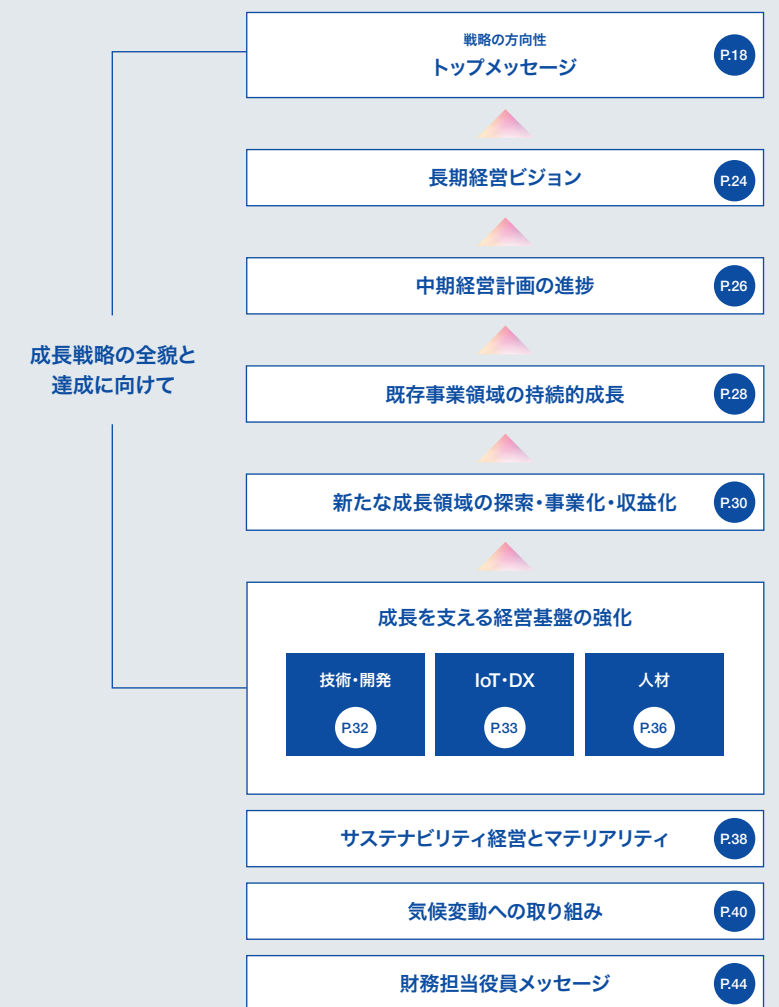 戦略の方向性
トップメッセージ
P.18
長期経営ビジョン
P.24
中期経営計画の進捗
P.26
成長戦略の全貌と
達成に向けて
既存事業領域の持続的成長
P.28
新たな成長領域の探索・事業化・収益化
P.30
成長を支える経営基盤の強化
技術・開発
P.32
IoT・DX
P.33
人材
P.36
サステナビリティ経営とマテリアリティ
P.38
気候変動への取り組み
P.40
財務担当役員メッセージ
P.44